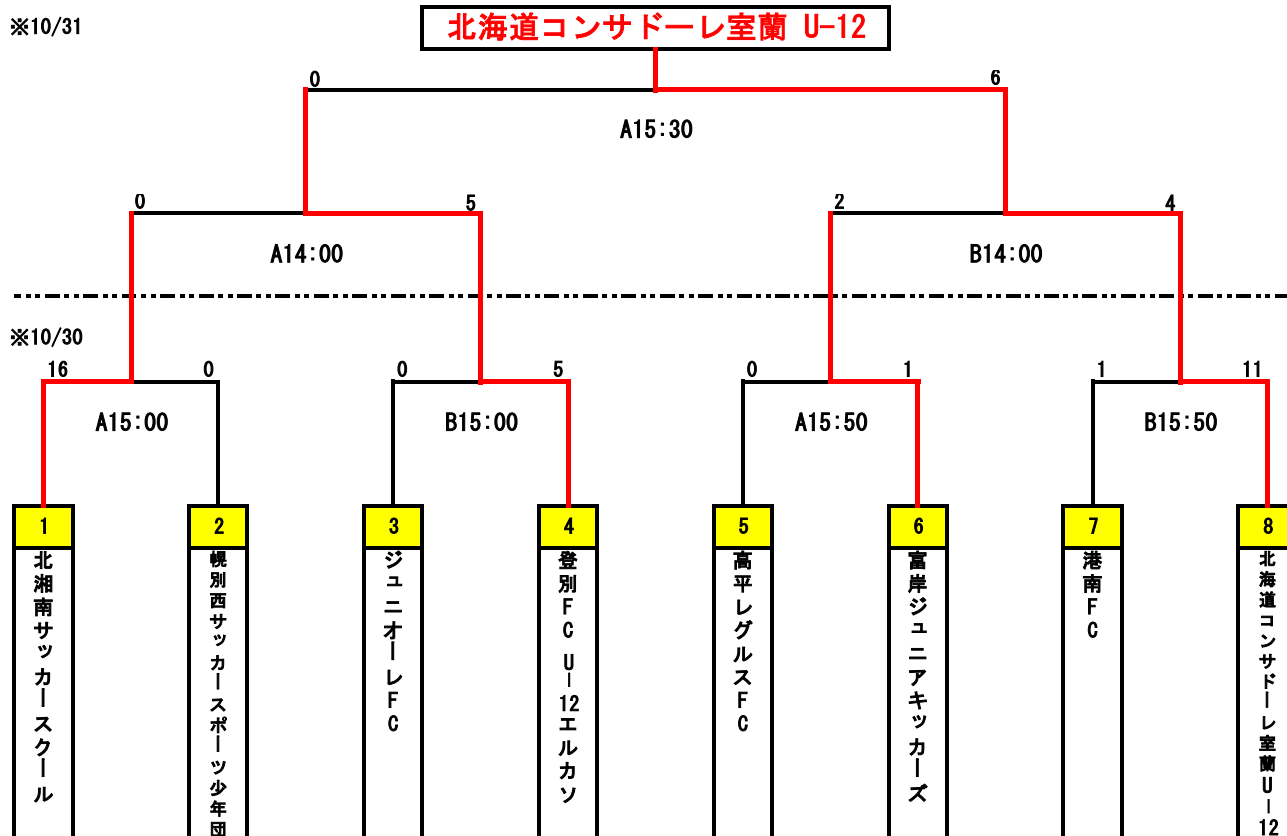 ※10/31
北海道コンサドーレ室蘭 U-12
0
6
A15:30
0
5
2
4
A14:00
B14:00
※10/30
16
0
0
5
0
1
1
11
A15:00
B15:00
A15:50
B15:50
1
2
3
4
5
6
7
8
北湘南サッカースクール
幌別西サッカースポーツ少年団
ジュニオーレFC
登別FC U-12エルカソ
高平レグルスFC
富岸ジュニアキッカーズ
港南FC
北海道コンサドーレ室蘭U-12